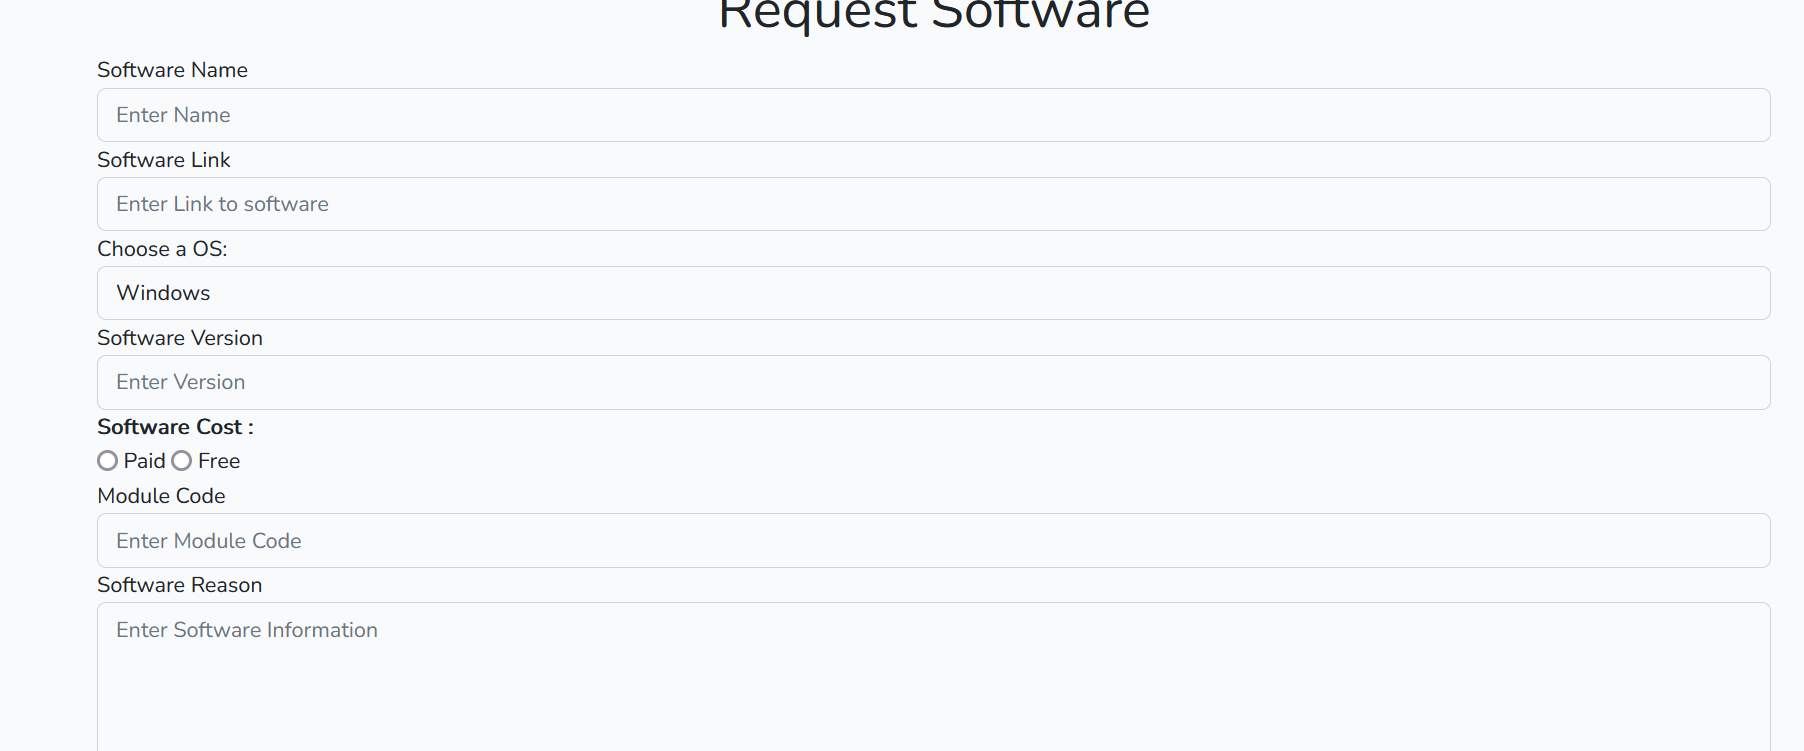 Request Software
Software Name
Enter Name
Software Link
Enter Link to software
Choose a OS:
Windows
Software Version
Enter Version
Software Cost :
Paid Free
Module Code
Enter Module Code
Software Reason
Enter Software Information